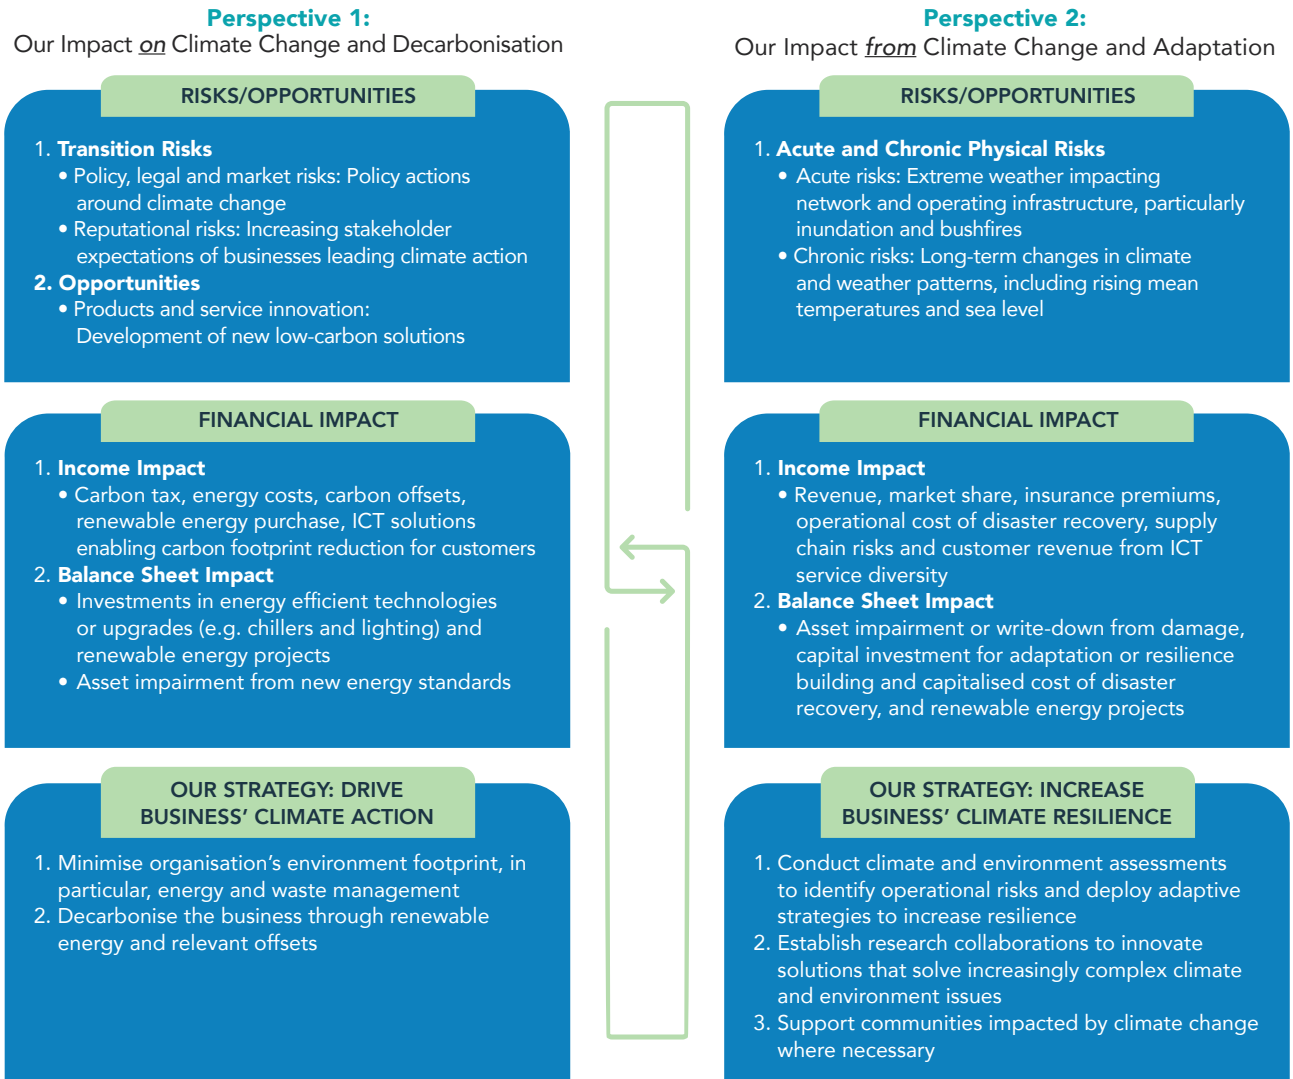 Perspective 1:
Our Impact on Climate Change and Decarbonisation
RISKS/OPPORTUNITIES
1. Transition Risks
• Policy, legal and market risks: Policy actions
around climate change
• Reputational risks: Increasing stakeholder
expectations of businesses leading climate action
2. Opportunities
• Products and service innovation:
Development of new low-carbon solutions
FINANCIAL IMPACT
1. Income Impact
• Carbon tax, energy costs, carbon offsets,
renewable energy purchase, ICT solutions
enabling carbon footprint reduction for customers
2. Balance Sheet Impact
• Investments in energy efficient technologies
or upgrades (e.g. chillers and lighting) and
renewable energy projects
• Asset impairment from new energy standards
OUR STRATEGY: DRIVE
BUSINESS’ CLIMATE ACTION
1. Minimise organisation’s environment footprint, in
particular, energy and waste management
2. Decarbonise the business through renewable
energy and relevant offsets
Perspective 2:
Our Impact from Climate Change and Adaptation
RISKS/OPPORTUNITIES
1. Acute and Chronic Physical Risks
• Acute risks: Extreme weather impacting
network and operating infrastructure, particularly
inundation and bushfires
• Chronic risks: Long-term changes in climate
and weather patterns, including rising mean
temperatures and sea level
FINANCIAL IMPACT
1. Income Impact
• Revenue, market share, insurance premiums,
operational cost of disaster recovery, supply
chain risks and customer revenue from ICT
service diversity
2. Balance Sheet Impact
• Asset impairment or write-down from damage,
capital investment for adaptation or resilience
building and capitalised cost of disaster
recovery, and renewable energy projects
OUR STRATEGY: INCREASE
BUSINESS’ CLIMATE RESILIENCE
1. Conduct climate and environment assessments
to identify operational risks and deploy adaptive
strategies to increase resilience
2. Establish research collaborations to innovate
solutions that solve increasingly complex climate
and environment issues
3. Support communities impacted by climate change
where necessary